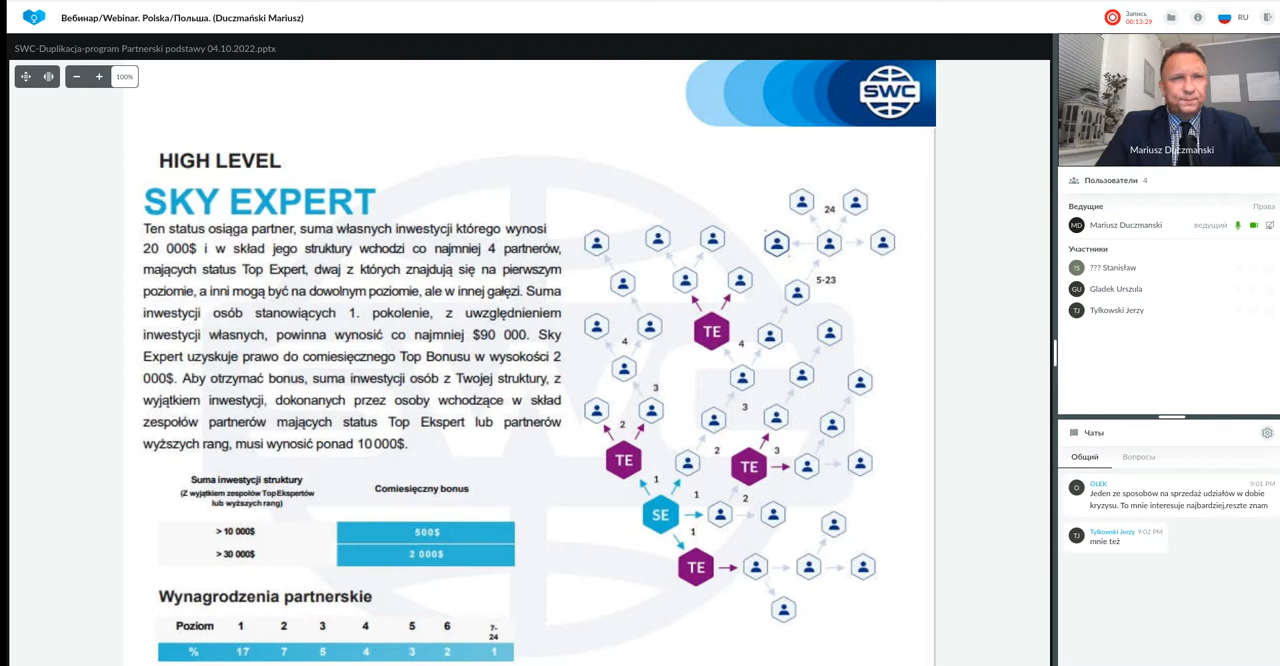 Вебинар/Webinar. Polska/Польша. (Duczmański Mariusz)
Запись
00:13:29
RU
SWC-Duplikacja-program Partnerski podstawy 04.10.2022.pptx
100%
SWC
HIGH LEVEL
SKY EXPERT
Ten status osiąga partner, suma własnych inwestycji którego wynosi
20 000$ i w skład jego struktury wchodzi co najmniej 4 partnerów,
mających status Top Expert, dwaj z których znajdują się na pierwszym
poziomie, a inni mogą być na dowolnym poziomie, ale w innej gałęzi. Suma
inwestycji osób stanowiących 1. pokolenie, z uwzględnieniem
inwestycji własnych, powinna wynosić co najmniej $90 000. Sky
Expert uzyskuje prawo do comiesięcznego Top Bonusu w wysokości 2
000$. Aby otrzymać bonus, suma inwestycji osób z Twojej struktury, z
wyjątkiem inwestycji, dokonanych przez osoby wchodzące w skład
zespołów partnerów mających status Top Ekspert lub partnerów
wyższych rang, musi wynosić ponad 10 000$.
Suma inwestycji struktury
(Z wyjątkiem zespołów TopEkspertów
lub wyższych rang)
Comiesięczny bonus
> 10 000$ 500$
> 30 000$ 2 000$
Wynagrodzenia partnerskie
Poziom 1 2 3 4 5 6 7-
24
% 17 7 5 4 3 2 1
24
5-23
TE
4
4
3
3
2
TE
2
TE
3
1
1
2
SE
1
TE
Mariusz Duczmanski
Пользователи 4
Ведущие Права
MD Mariusz Duczmanski ведущий
Участники
?S ??? Stanisław
GU Gladek Urszula
TJ Tylkowski Jerzy
Чаты
Общий Вопросы
O OLEK 9:01 PM
Jeden ze sposobów na sprzedaż udziałów w dobie
kryzysu. To mnie interesuje najbardziej,reszte znam
TJ Tylkowski Jerzy 9:02 PM
mnie też